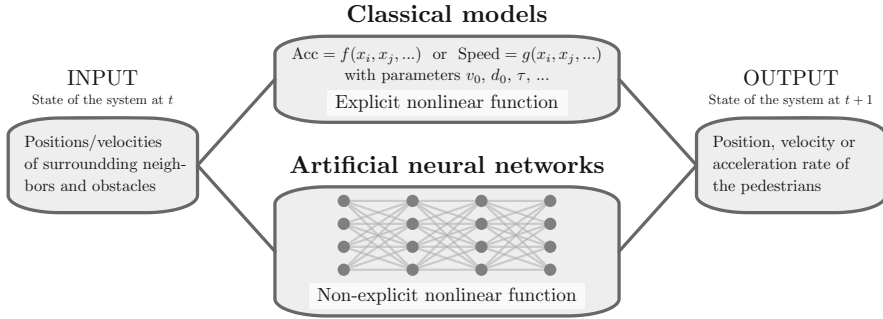 Classical models
Acc = f(x_i, x_j, ...) or Speed = g(x_i, x_j, ...)
with parameters v_0, d_0, τ, ...
Explicit nonlinear function
INPUT
State of the system at t
Positions/velocities
of surroundding neigh-
bors and obstacles
Artificial neural networks
Non-explicit nonlinear function
OUTPUT
State of the system at t + 1
Position, velocity or
acceleration rate of
the pedestrians